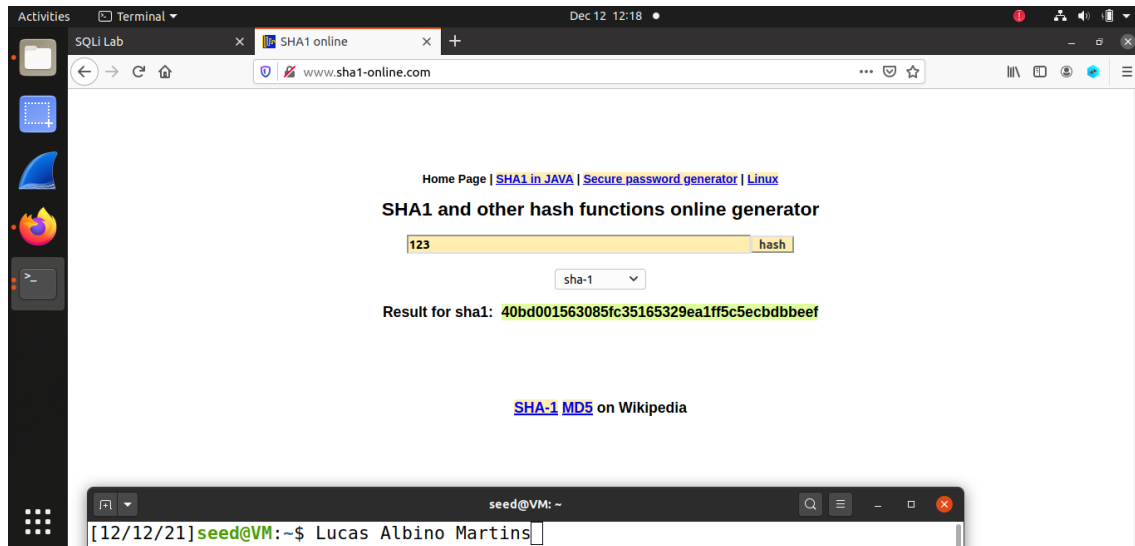 Activities Terminal Dec 12 12:18
SQLi Lab SHA1 online
www.sha1-online.com
Home Page | SHA1 in JAVA | Secure password generator | Linux
SHA1 and other hash functions online generator
123 hash
sha-1
Result for sha1: 40bd001563085fc35165329ea1ff5c5ecbdbbeef
SHA-1 MD5 on Wikipedia
seed@VM: ~
[12/12/21]seed@VM:~$ Lucas Albino Martins